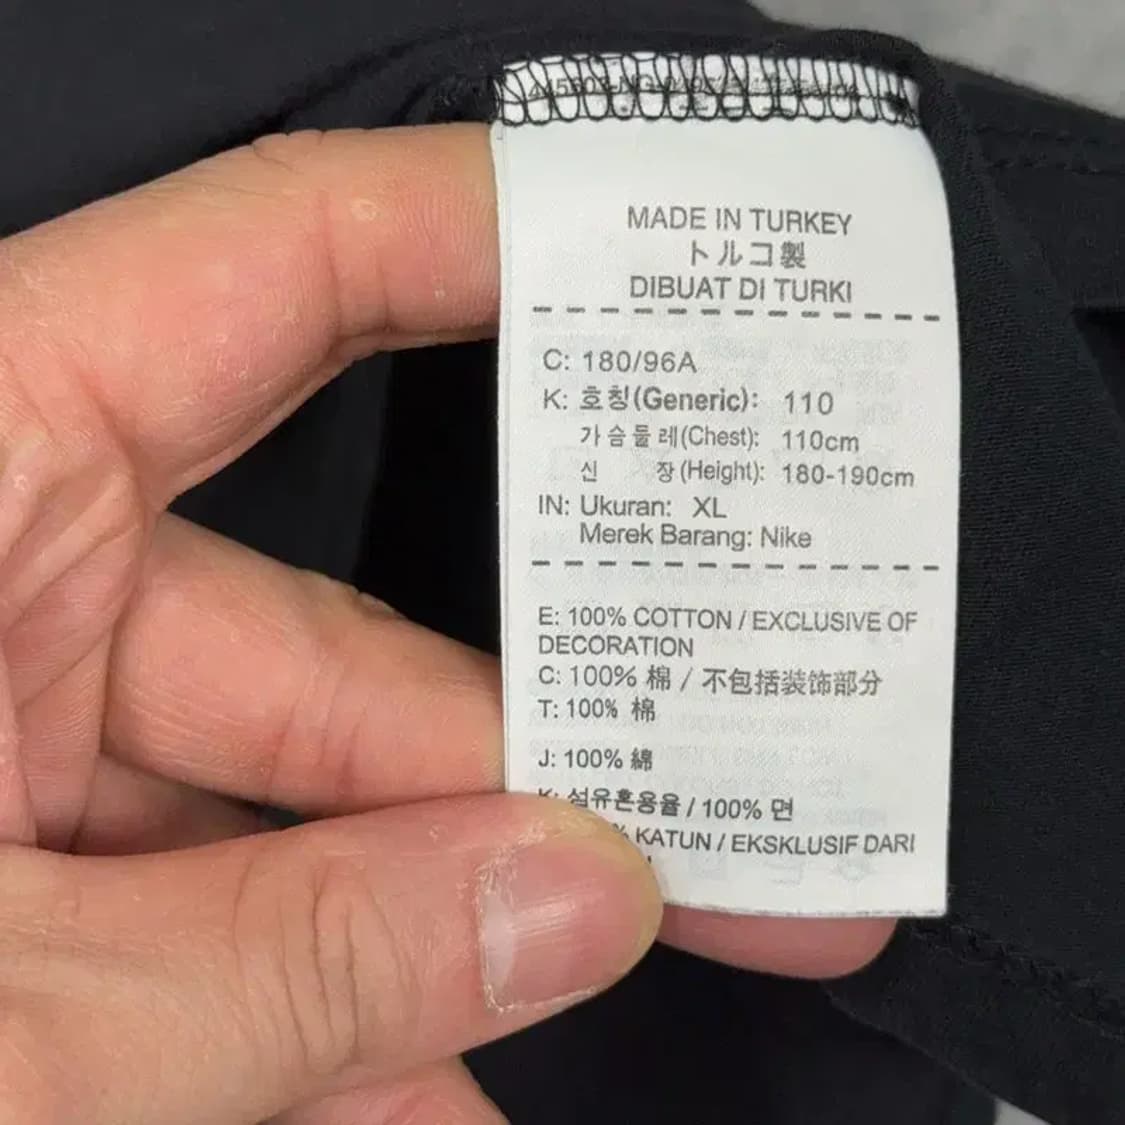 MADE IN TURKEY
トルコ製
DIBUAT DI TURKI
C: 180/96A
K: 호칭(Generic): 110
가슴둘레(Chest): 110cm
신 장(Height): 180-190cm
IN: Ukuran: XL
Merek Barang: Nike
E: 100% COTTON / EXCLUSIVE OF
DECORATION
C: 100% 棉 / 不包括装饰部分
T: 100% 棉
J: 100% 綿
K: 섬유혼용율 / 100% 면
% KATUN / EKSKLUSIF DARI